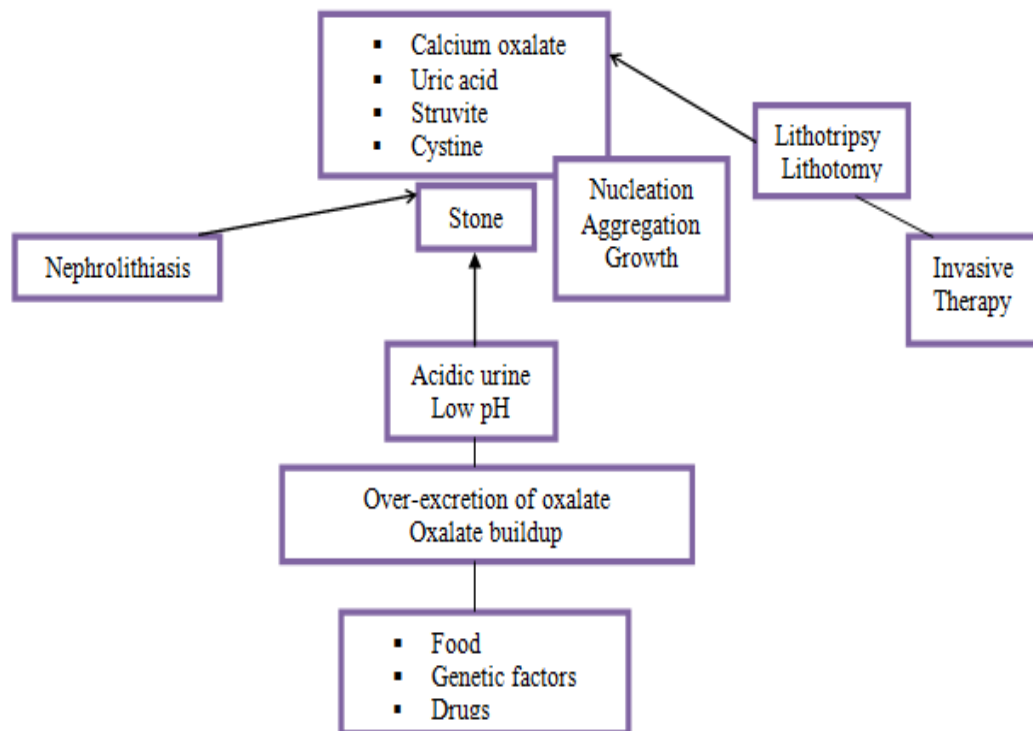 ▪ Calcium oxalate
▪ Uric acid
▪ Struvite
▪ Cystine
Lithotripsy
Lithotomy
Nucleation
Aggregation
Growth
Stone
Nephrolithiasis
Invasive
Therapy
Acidic urine
Low pH
Over-excretion of oxalate
Oxalate buildup
▪ Food
▪ Genetic factors
▪ Drugs